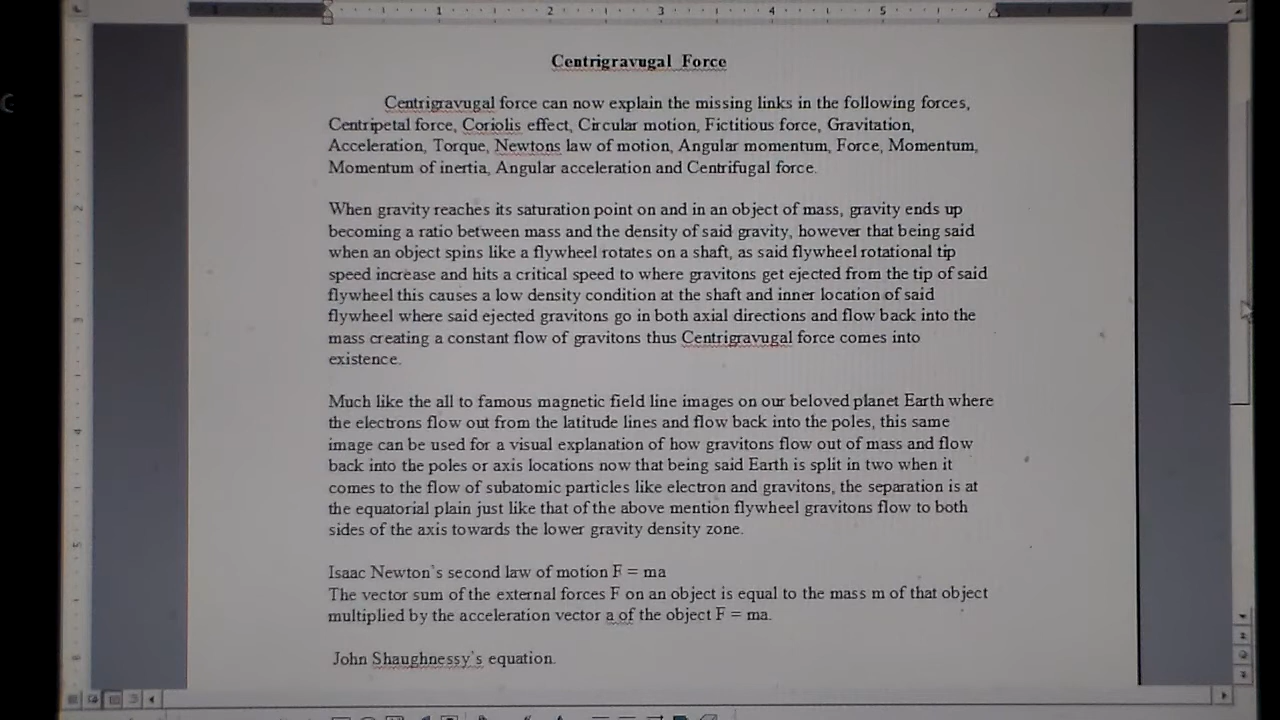 1 2 3 4 5 7
Centrigravugal Force
Centrigravugal force can now explain the missing links in the following forces,
Centripetal force, Coriolis effect, Circular motion, Fictitious force, Gravitation,
Acceleration, Torque, Newtons law of motion, Angular momentum, Force, Momentum,
Momentum of inertia, Angular acceleration and Centrifugal force.
When gravity reaches its saturation point on and in an object of mass, gravity ends up
becoming a ratio between mass and the density of said gravity, however that being said
when an object spins like a flywheel rotates on a shaft, as said flywheel rotational tip
speed increase and hits a critical speed to where gravitons get ejected from the tip of said
flywheel this causes a low density condition at the shaft and inner location of said
flywheel where said ejected gravitons go in both axial directions and flow back into the
mass creating a constant flow of gravitons thus Centrigravugal force comes into
existence.
Much like the all to famous magnetic field line images on our beloved planet Earth where
the electrons flow out from the latitude lines and flow back into the poles, this same
image can be used for a visual explanation of how gravitons flow out of mass and flow
back into the poles or axis locations now that being said Earth is split in two when it
comes to the flow of subatomic particles like electron and gravitons, the separation is at
the equatorial plain just like that of the above mention flywheel gravitons flow to both
sides of the axis towards the lower gravity density zone.
Isaac Newton's second law of motion F = ma
The vector sum of the external forces F on an object is equal to the mass m of that object
multiplied by the acceleration vector a of the object F = ma.
John Shaughnessy's equation.